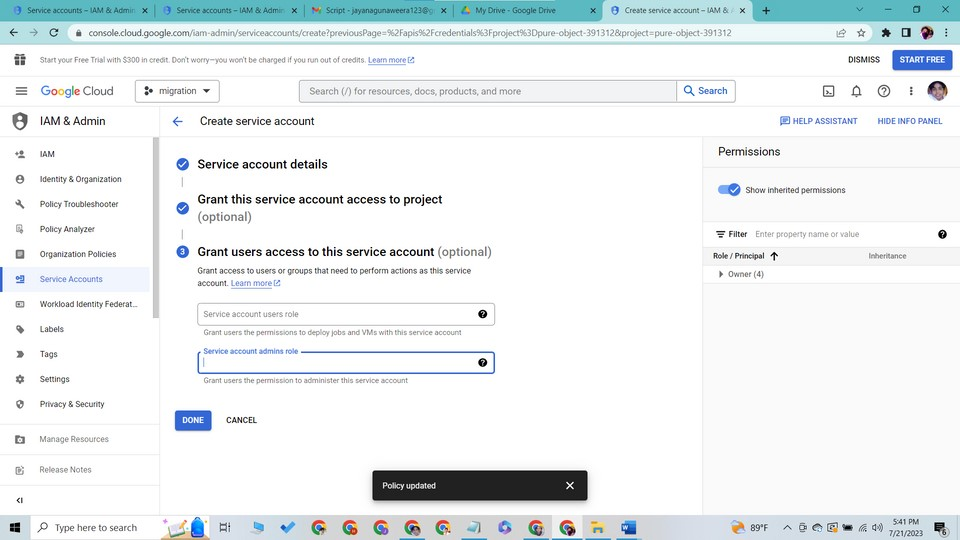 Service accounts – IAM & Admin
Service accounts – IAM & Admin
Script - jayanagunaweera123@g
My Drive - Google Drive
Create service account – IAM & A
console.cloud.google.com/iam-admin/serviceaccounts/create?previousPage=%2Fapis%2Fcredentials%3Fproject%3Dpure-object-391312&project=pure-object-391312
Start your Free Trial with $300 in credit. Don't worry—you won't be charged if you run out of credits. Learn more
DISMISS
START FREE
Google Cloud
migration
Search (/) for resources, docs, products, and more
Search
IAM & Admin
Create service account
HELP ASSISTANT
HIDE INFO PANEL
IAM
Identity & Organization
Policy Troubleshooter
Policy Analyzer
Organization Policies
Service Accounts
Workload Identity Federat...
Labels
Tags
Settings
Privacy & Security
Manage Resources
Release Notes
Service account details
Grant this service account access to project
(optional)
3 Grant users access to this service account (optional)
Grant access to users or groups that need to perform actions as this service
account. Learn more
Service account users role
Grant users the permissions to deploy jobs and VMs with this service account
Service account admins role
Grant users the permission to administer this service account
DONE
CANCEL
Policy updated
Permissions
Show inherited permissions
Filter Enter property name or value
Role / Principal
Inheritance
Owner (4)
Type here to search
89°F
5:41 PM
7/21/2023
6